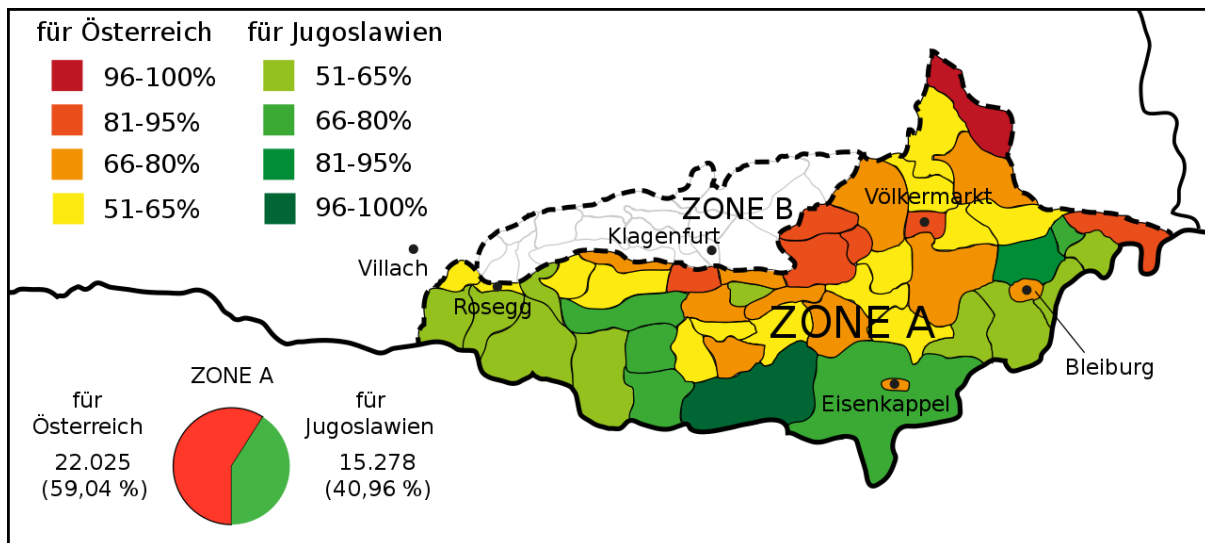 für Österreich
96-100%
81-95%
66-80%
51-65%
für Jugoslawien
51-65%
66-80%
81-95%
96-100%
Völkermarkt
ZONE B
Klagenfurt
Villach
Rosegg
ZONE A
Bleiburg
Eisenkappel
ZONE A
für
Österreich
22.025
(59,04 %)
für
Jugoslawien
15.278
(40,96 %)